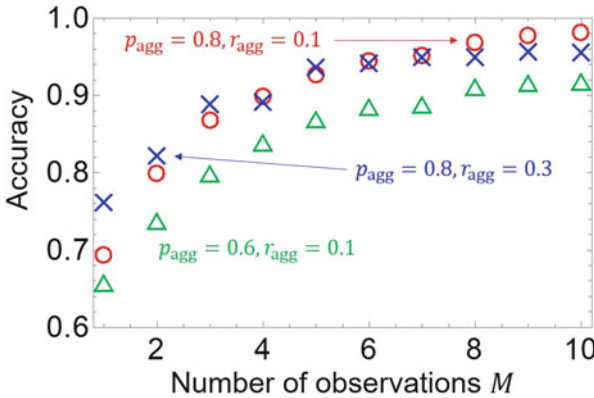 1.0
0.9
0.8
0.7
0.6
Accuracy
p_agg = 0.8, r_agg = 0.1
p_agg = 0.8, r_agg = 0.3
p_agg = 0.6, r_agg = 0.1
2 4 6 8 10
Number of observations M